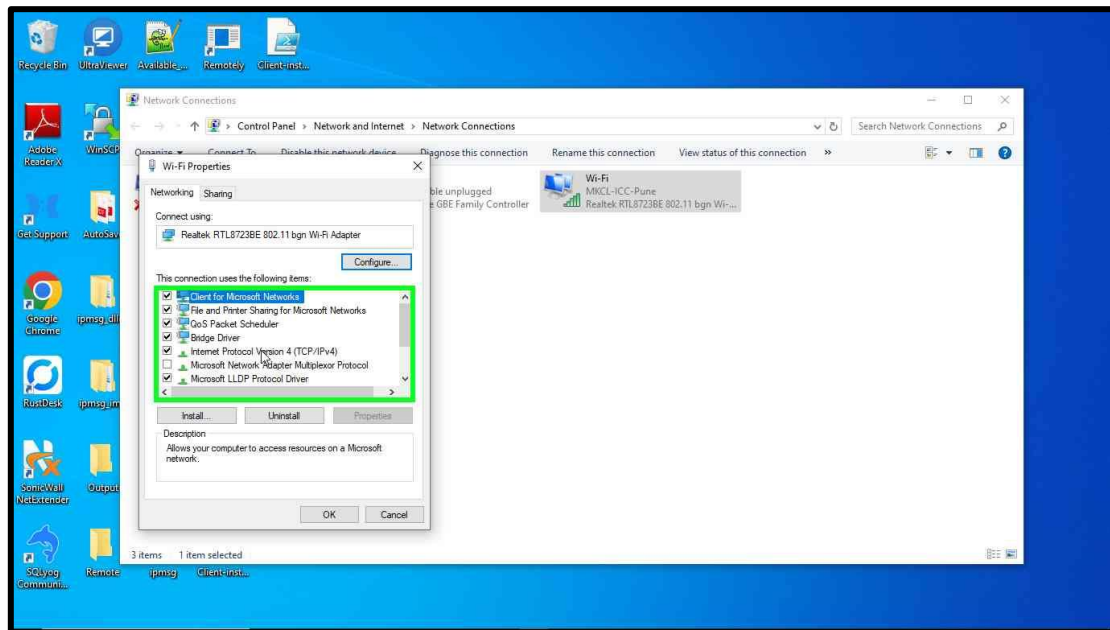 Recycle Bin
UltraViewer
Available_...
Remotely
Client-inst...
Adobe
Reader X
WinSCP
Get Support
AutoSav
Google
Chrome
ipmsg_dll
RustDesk
ipmsg_im
SonicWall
NetExtender
Output
SQLyog
Communi...
Remote
ipmsg
Client-inst...
Network Connections
Control Panel > Network and Internet > Network Connections
Search Network Connections
Organize Connect To Disable this network device Diagnose this connection Rename this connection View status of this connection »
ble unplugged
e GBE Family Controller
Wi-Fi
MKCL-ICC-Pune
Realtek RTL8723BE 802.11 bgn Wi-...
Wi-Fi Properties
Networking Sharing
Connect using:
Realtek RTL8723BE 802.11 bgn Wi-Fi Adapter
Configure...
This connection uses the following items:
Client for Microsoft Networks
File and Printer Sharing for Microsoft Networks
QoS Packet Scheduler
Bridge Driver
Internet Protocol Version 4 (TCP/IPv4)
Microsoft Network Adapter Multiplexor Protocol
Microsoft LLDP Protocol Driver
Install... Uninstall Properties
Description
Allows your computer to access resources on a Microsoft
network.
OK Cancel
3 items 1 item selected